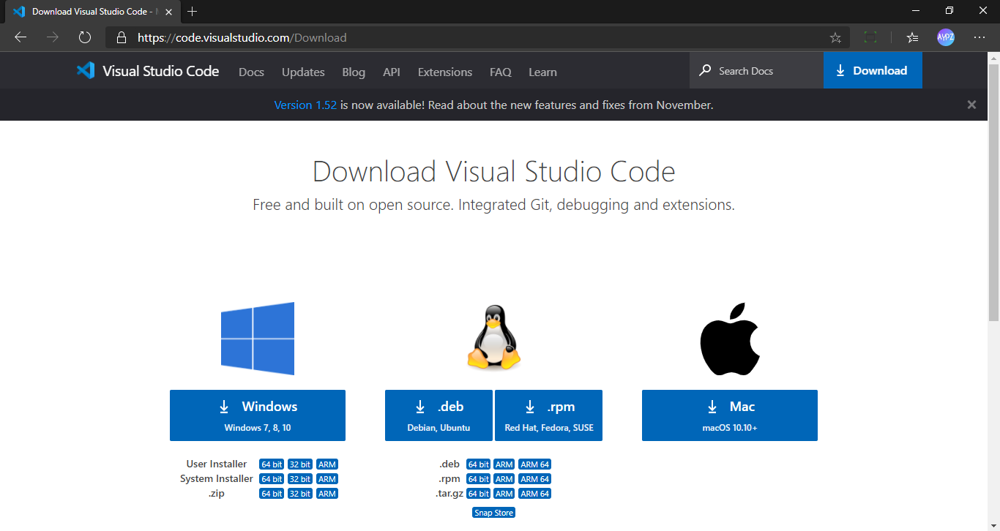 Download Visual Studio Code -
https://code.visualstudio.com/Download
AYPZ
Visual Studio Code Docs Updates Blog API Extensions FAQ Learn Search Docs Download
Version 1.52 is now available! Read about the new features and fixes from November.
Download Visual Studio Code
Free and built on open source. Integrated Git, debugging and extensions.
Windows
Windows 7, 8, 10
.deb
Debian, Ubuntu
.rpm
Red Hat, Fedora, SUSE
Mac
macOS 10.10+
User Installer 64 bit 32 bit ARM
System Installer 64 bit 32 bit ARM
.zip 64 bit 32 bit ARM
.deb 64 bit ARM ARM 64
.rpm 64 bit ARM ARM 64
.tar.gz 64 bit ARM ARM 64
Snap Store